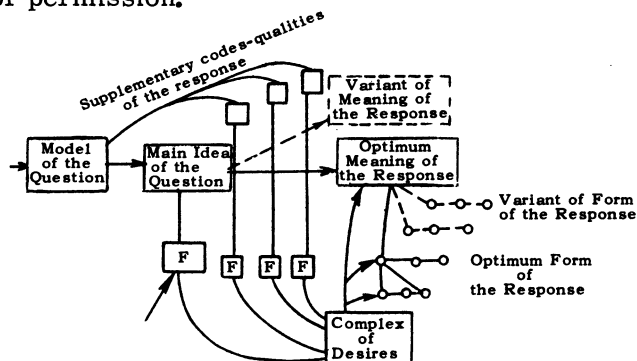 or permission.
Supplementary codes-qualities
of the response
Variant of
Meaning of
the Response
Model
of the
Question
Main Idea
of the
Question
Optimum
Meaning of
the Response
Variant of Form
of the Response
F
F
F
F
Optimum Form
of
the Response
Complex
of
Desires